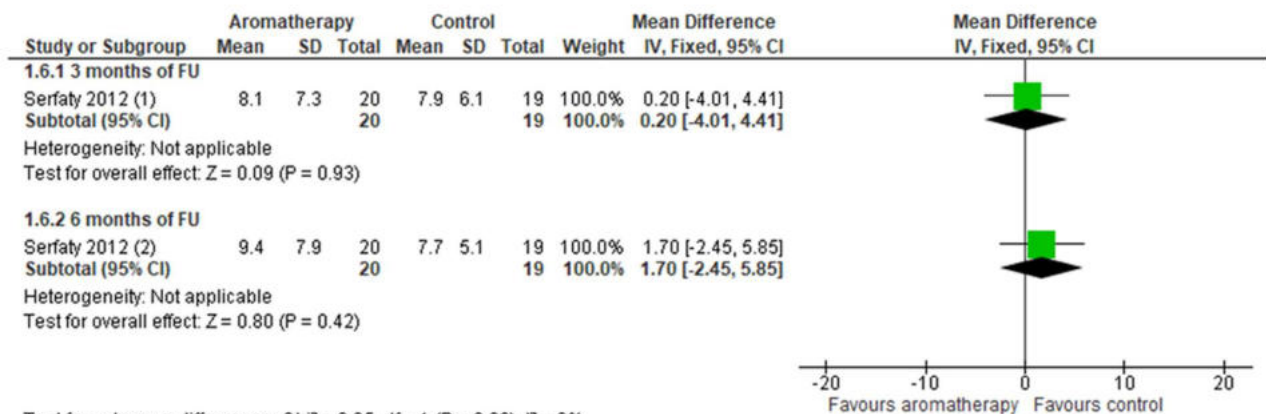 Aromatherapy Control Mean Difference Mean Difference
Study or Subgroup Mean SD Total Mean SD Total Weight IV, Fixed, 95% CI IV, Fixed, 95% CI
1.6.1 3 months of FU
Serfaty 2012 (1) 8.1 7.3 20 7.9 6.1 19 100.0% 0.20 [-4.01, 4.41]
Subtotal (95% CI) 20 19 100.0% 0.20 [-4.01, 4.41]
Heterogeneity: Not applicable
Test for overall effect: Z = 0.09 (P = 0.93)
1.6.2 6 months of FU
Serfaty 2012 (2) 9.4 7.9 20 7.7 5.1 19 100.0% 1.70 [-2.45, 5.85]
Subtotal (95% CI) 20 19 100.0% 1.70 [-2.45, 5.85]
Heterogeneity: Not applicable
Test for overall effect: Z = 0.80 (P = 0.42)
-20 -10 0 10 20
Favours aromatherapy Favours control